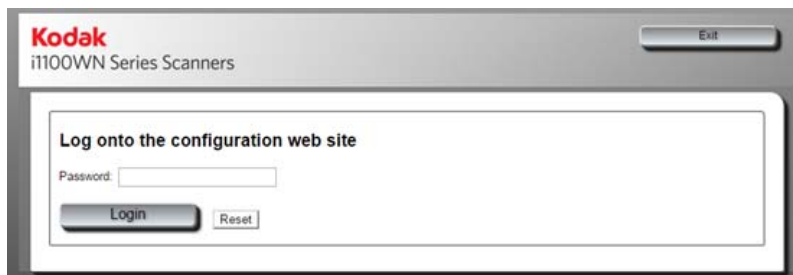 Kodak
Exit
i1100WN Series Scanners
Log onto the configuration web site
Password:
Login
Reset